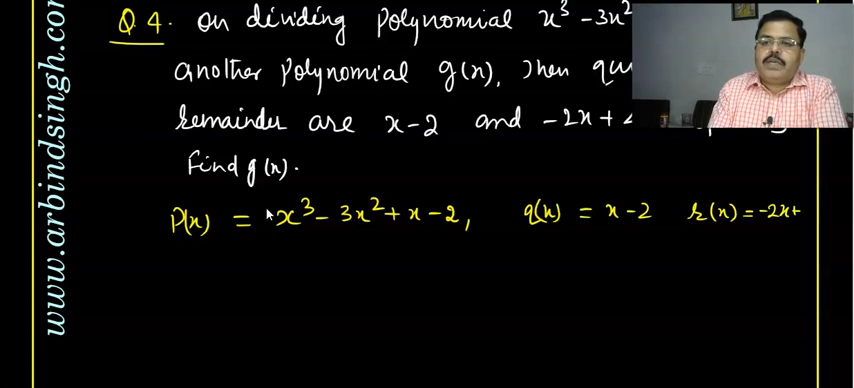 www.arbindsingh.com
Q.4. On dividing polynomial x³ - 3x²
another polynomial g(x), Then
remainder are x-2 and -2x+
Find g(x).
P(x) = x³ - 3x² + x - 2, q(x) = x - 2 r(x) = -2x+